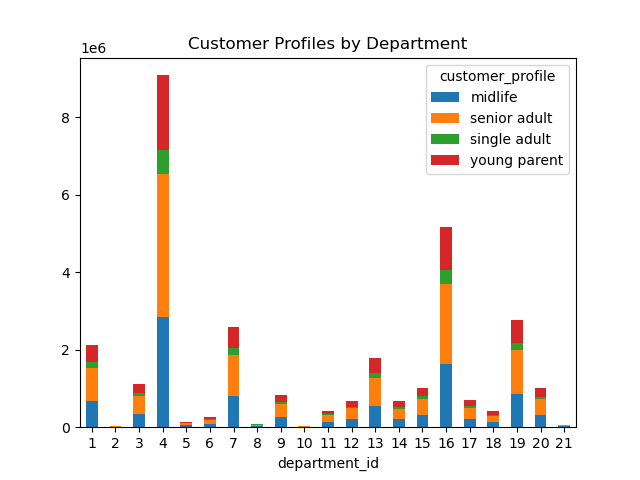 Customer Profiles by Department
1e6
customer_profile
midlife
senior adult
single adult
young parent
8
6
4
2
0
1 2 3 4 5 6 7 8 9 10 11 12 13 14 15 16 17 18 19 20 21
department_id